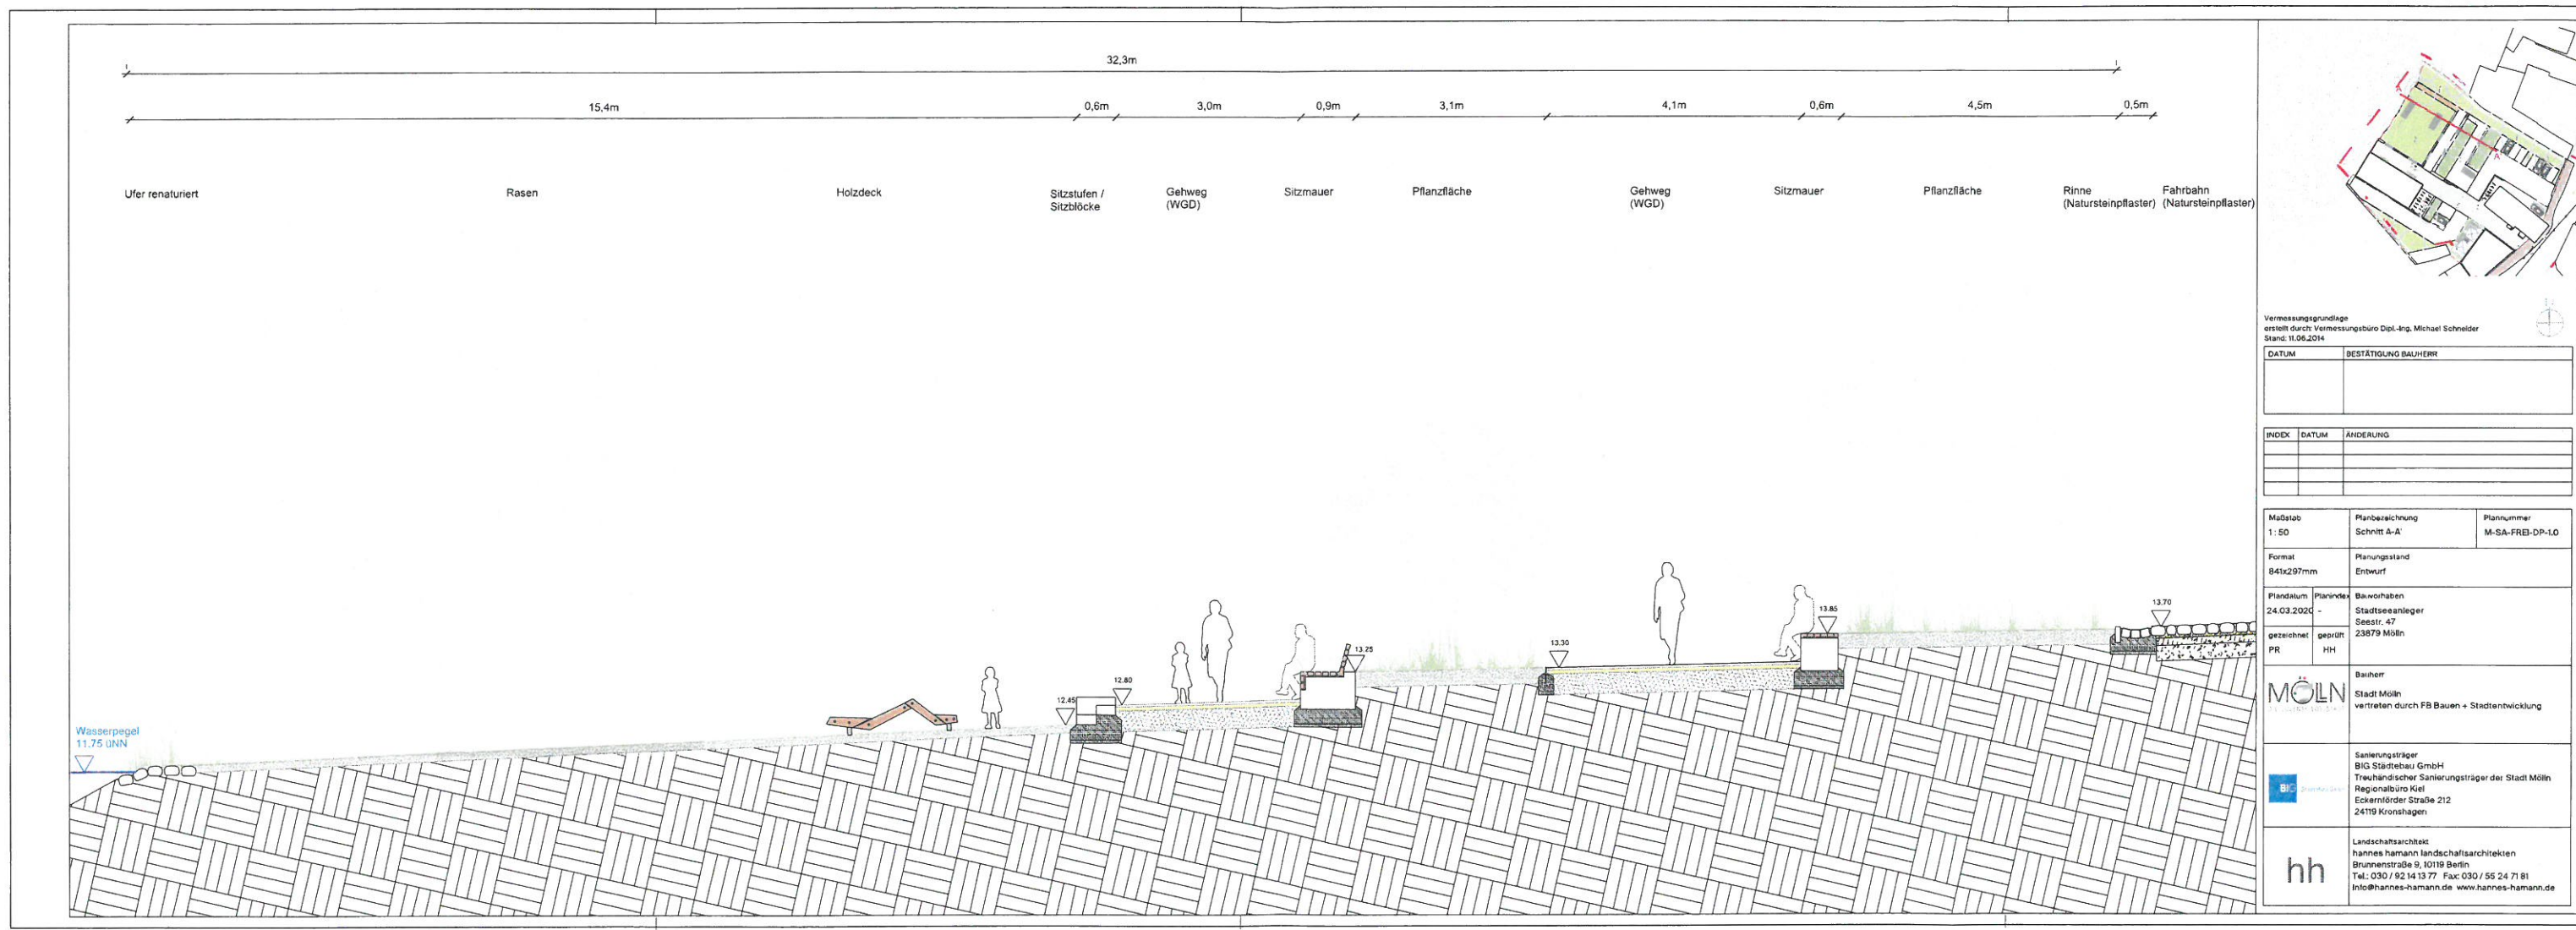 32,3m
15,4m
0,6m
3,0m
0,9m
3,1m
4,1m
0,6m
4,5m
0,5m
Ufer renaturiert
Rasen
Holzdeck
Sitzstufen /
Sitzblöcke
Gehweg
(WGD)
Sitzmauer
Pflanzfläche
Gehweg
(WGD)
Sitzmauer
Pflanzfläche
Rinne
(Natursteinpflaster)
Fahrbahn
(Natursteinpflaster)
Wasserpegel
11.75 üNN
12.45
12.80
13.25
13.30
13.85
13.70
A'
Vermessungsgrundlage
erstellt durch: Vermessungsbüro Dipl.-Ing. Michael Schneider
Stand: 11.06.2014
DATUM
BESTÄTIGUNG BAUHERR
INDEX
DATUM
ÄNDERUNG
Maßstab
1 : 50
Planbezeichnung
Schnitt A-A'
Plannummer
M-SA-FREI-DP-1.0
Format
841x297mm
Planungsstand
Entwurf
Plandatum
24.03.2020
Planindex
-
gezeichnet
PR
geprüft
HH
Bauvorhaben
Stadtseeanleger
Seestr. 47
23879 Mölln
MÖLLN
Bauherr
Stadt Mölln
vertreten durch FB Bauen + Stadtentwicklung
BIG
Sanierungsträger
BIG Städtebau GmbH
Treuhändischer Sanierungsträger der Stadt Mölln
Regionalbüro Kiel
Eckernförder Straße 212
24119 Kronshagen
hh
Landschaftsarchitekt
hannes hamann landschaftsarchitekten
Brunnenstraße 9, 10119 Berlin
Tel.: 030 / 92 14 13 77 Fax: 030 / 55 24 71 81
Info@hannes-hamann.de www.hannes-hamann.de